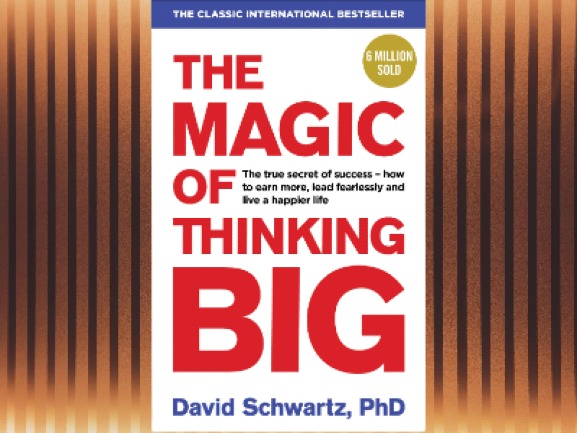 THE CLASSIC INTERNATIONAL BESTSELLER
6 MILLION
SOLD
THE
MAGIC
OF
The true secret of success – how
to earn more, lead fearlessly and
live a happier life
THINKING
BIG
David Schwartz, PhD